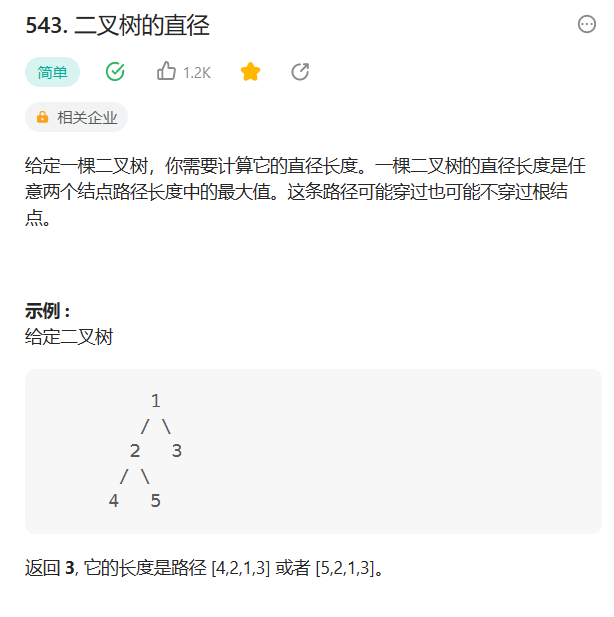 543. 二叉树的直径
简单 1.2K
相关企业
给定一棵二叉树，你需要计算它的直径长度。一棵二叉树的直径长度是任
意两个结点路径长度中的最大值。这条路径可能穿过也可能不穿过根结
点。
示例 :
给定二叉树
1
/ \
2 3
/ \
4 5
返回 3, 它的长度是路径 [4,2,1,3] 或者 [5,2,1,3]。